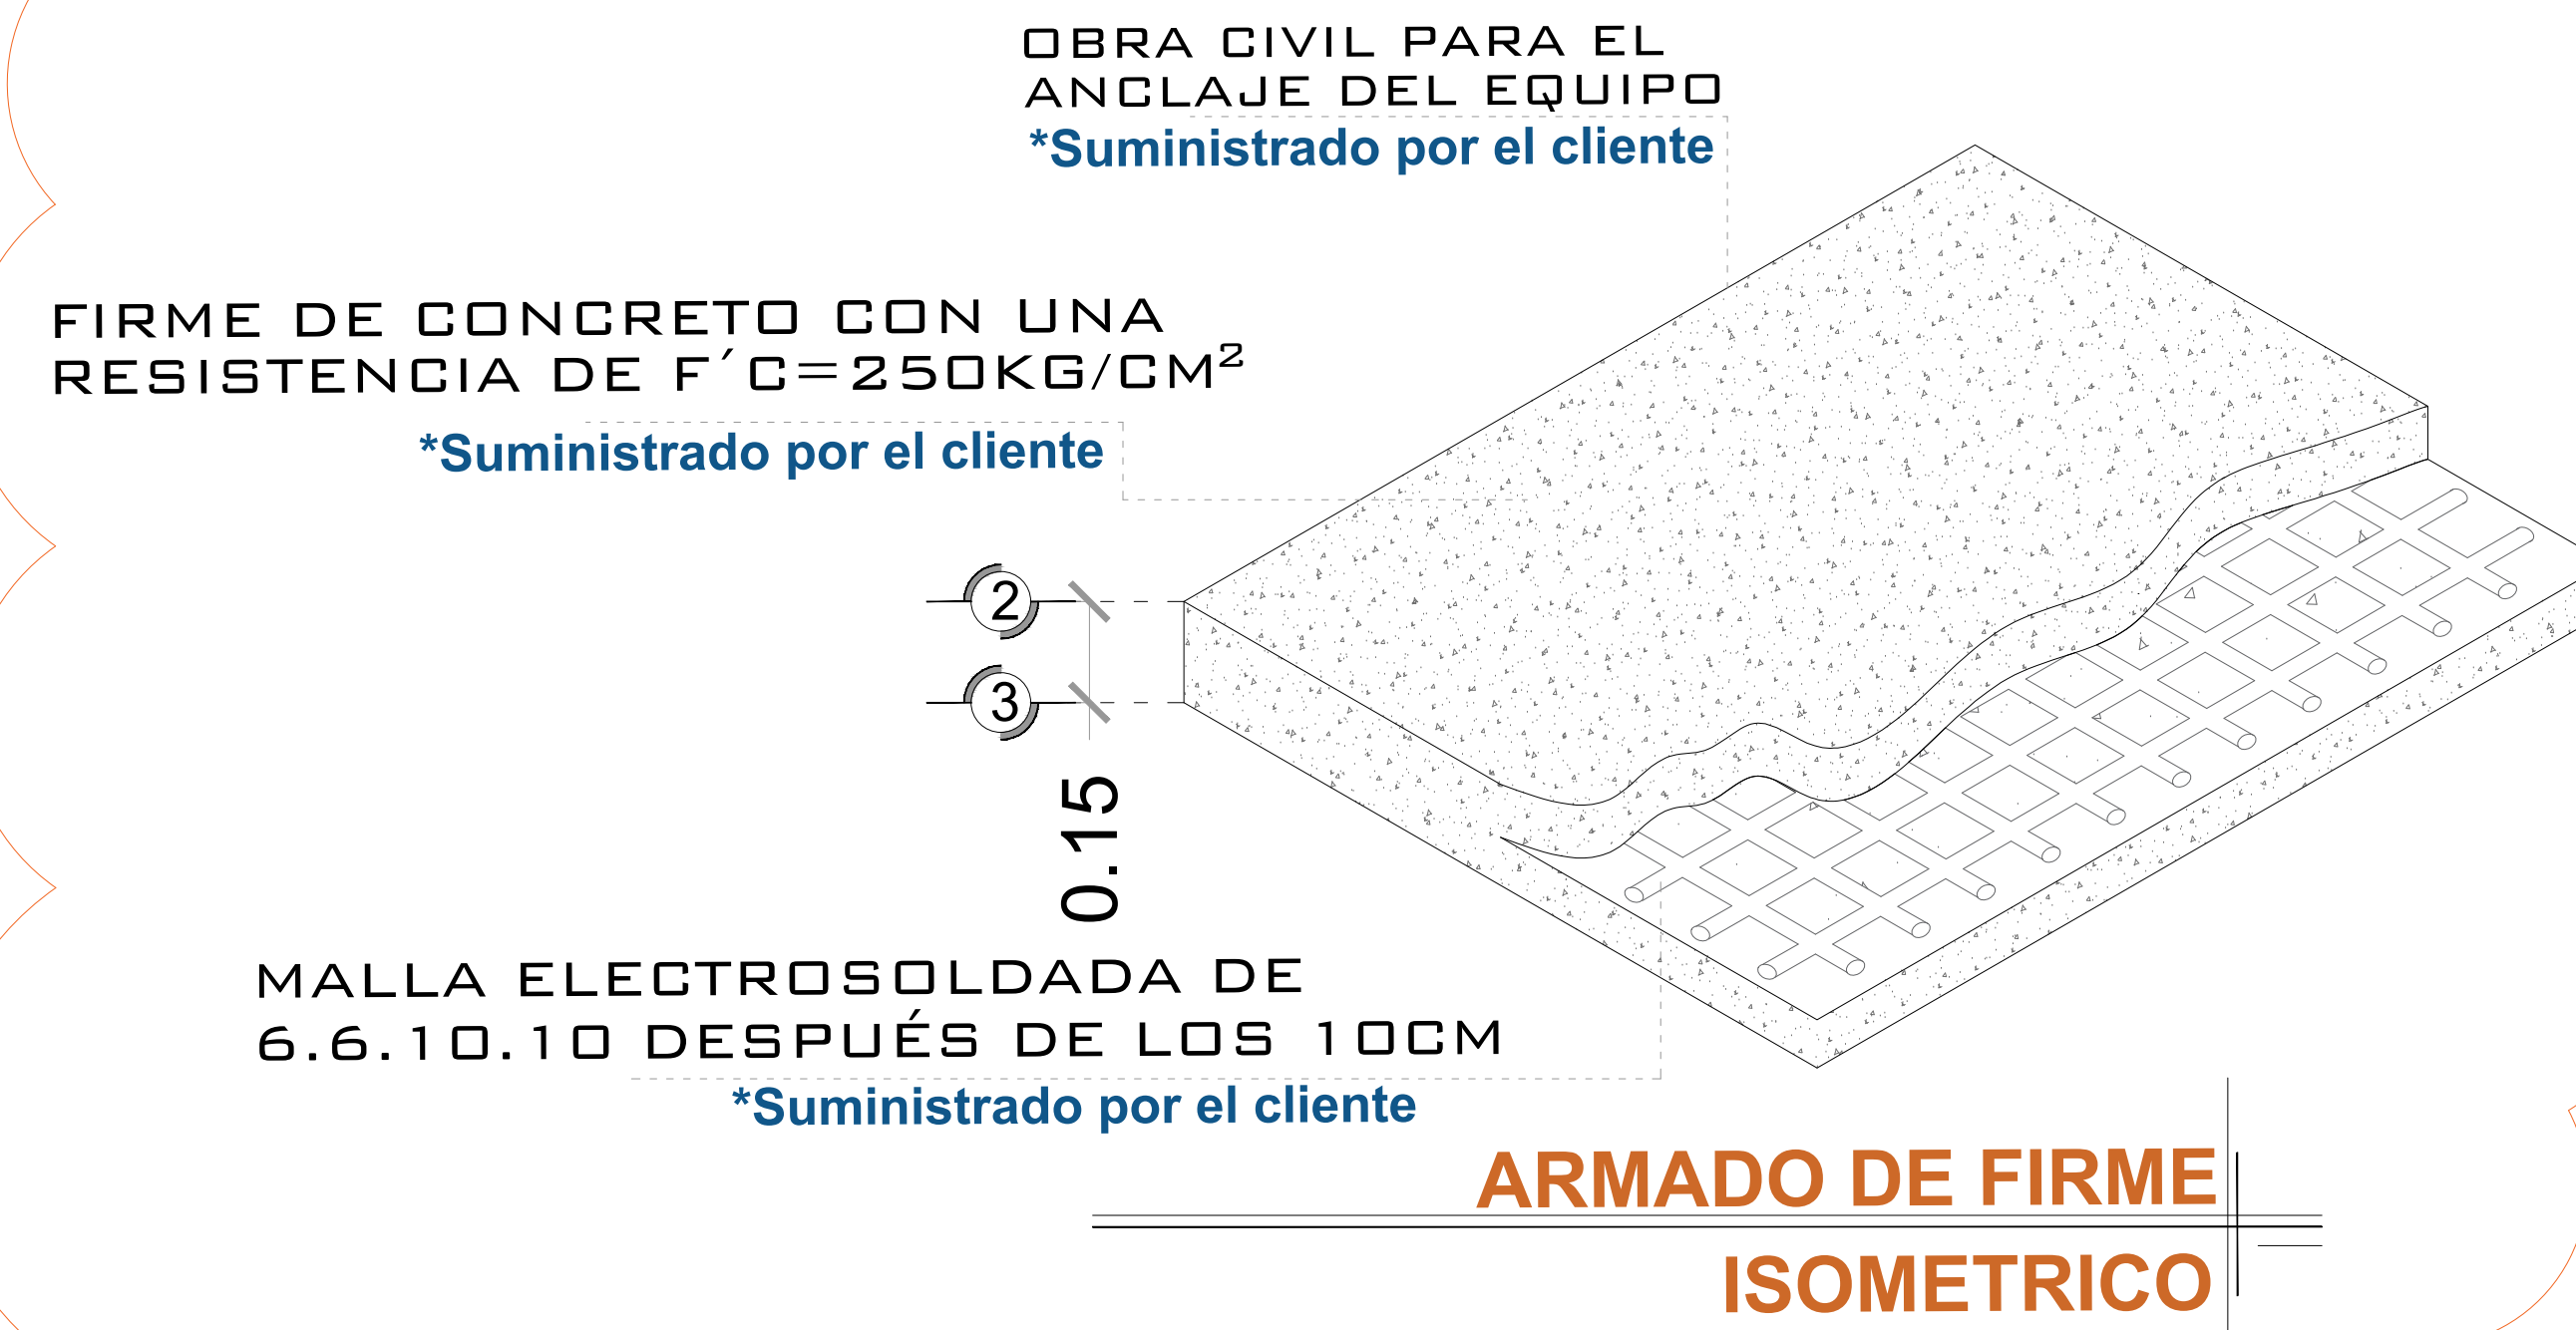 OBRA CIVIL PARA EL
ANCLAJE DEL EQUIPO
*Suministrado por el cliente
FIRME DE CONCRETO CON UNA
RESISTENCIA DE F´C=250KG/CM²
*Suministrado por el cliente
2
3
0.15
MALLA ELECTROSOLDADA DE
6.6.10.10 DESPUÉS DE LOS 10CM
*Suministrado por el cliente
ARMADO DE FIRME
ISOMETRICO